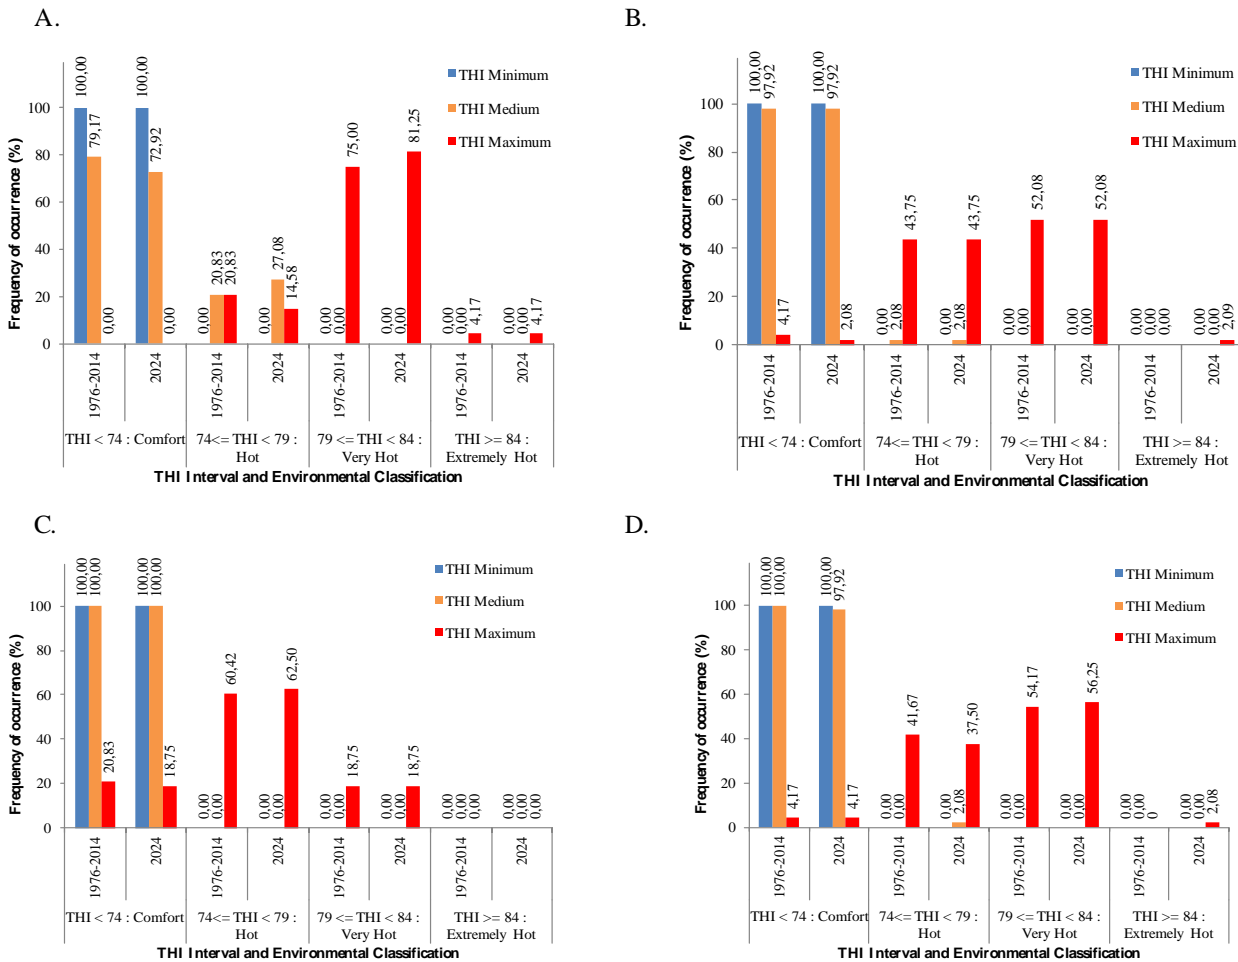 A.
THI Minimum
THI Medium
THI Maximum
Frequency of occurrence (%)
100
80
60
40
20
0
100,00
79,17
0,00
100,00
72,92
0,00
0,00
20,83
20,83
0,00
27,08
14,58
0,00
0,00
75,00
0,00
0,00
81,25
0,00
0,00
4,17
0,00
0,00
4,17
1976-2014
2024
1976-2014
2024
1976-2014
2024
1976-2014
2024
THI < 74 : Comfort
74<= THI < 79 :
Hot
79 <= THI < 84 :
Very Hot
THI >= 84 :
Extremely Hot
THI Interval and Environmental Classification
B.
THI Minimum
THI Medium
THI Maximum
Frequency of occurrence (%)
100
80
60
40
20
0
100,00
97,92
4,17
100,00
97,92
2,08
0,00
2,08
43,75
0,00
2,08
43,75
0,00
0,00
52,08
0,00
0,00
52,08
0,00
0,00
0,00
0,00
0,00
2,09
1976-2014
2024
1976-2014
2024
1976-2014
2024
1976-2014
2024
THI < 74 : Comfort
74<= THI < 79 :
Hot
79 <= THI < 84 :
Very Hot
THI >= 84 :
Extremely Hot
THI Interval and Environmental Classification
C.
THI Minimum
THI Medium
THI Maximum
Frequency of occurrence (%)
100
80
60
40
20
0
100,00
100,00
20,83
100,00
100,00
18,75
0,00
0,00
60,42
0,00
0,00
62,50
0,00
0,00
18,75
0,00
0,00
18,75
0,00
0,00
0,00
0,00
0,00
0,00
1976-2014
2024
1976-2014
2024
1976-2014
2024
1976-2014
2024
THI < 74 : Comfort
74<= THI < 79 :
Hot
79 <= THI < 84 :
Very Hot
THI >= 84 :
Extremely Hot
THI Interval and Environmental Classification
D.
THI Minimum
THI Medium
THI Maximum
Frequency of occurrence (%)
100
80
60
40
20
0
100,00
100,00
4,17
100,00
97,92
4,17
0,00
0,00
41,67
0,00
2,08
37,50
0,00
0,00
54,17
0,00
0,00
56,25
0,00
0,00
0
0,00
0,00
2,08
1976-2014
2024
1976-2014
2024
1976-2014
2024
1976-2014
2024
THI < 74 : Comfort
74<= THI < 79 :
Hot
79 <= THI < 84 :
Very Hot
THI >= 84 :
Extremely Hot
THI Interval and Environmental Classification